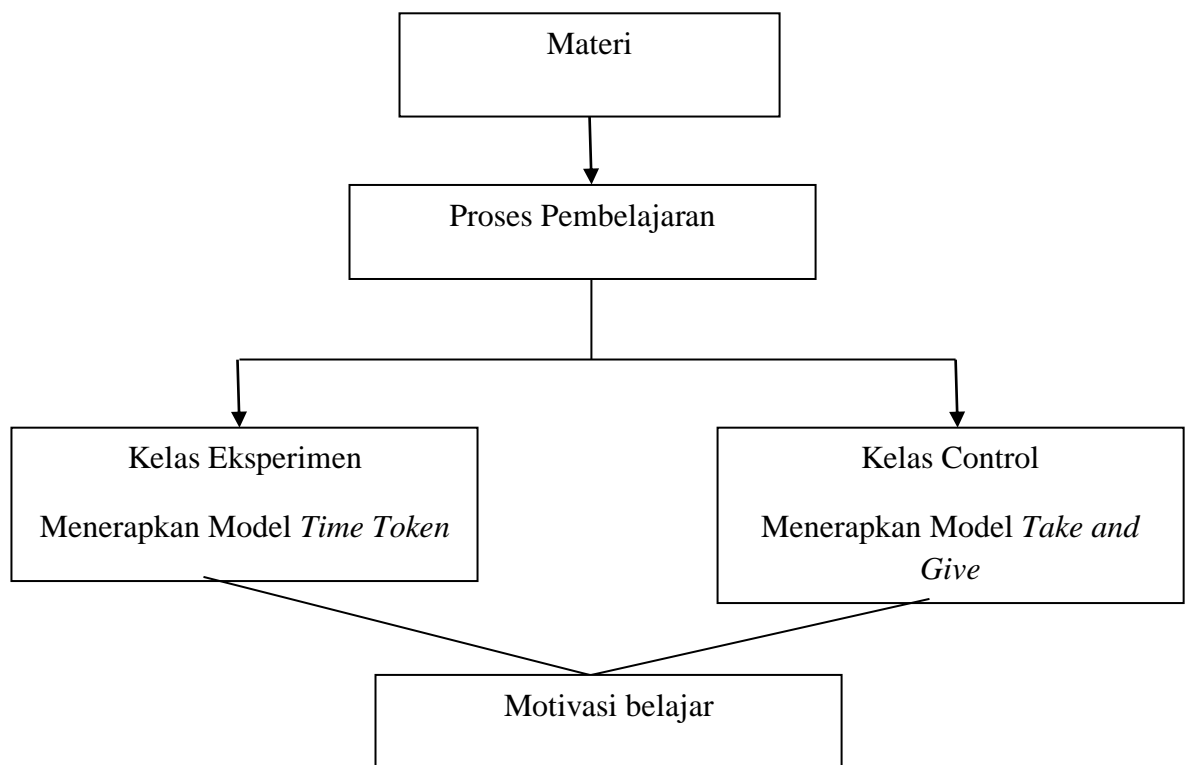 Materi
Proses Pembelajaran
Kelas Eksperimen
Menerapkan Model Time Token
Kelas Control
Menerapkan Model Take and
Give
Motivasi belajar